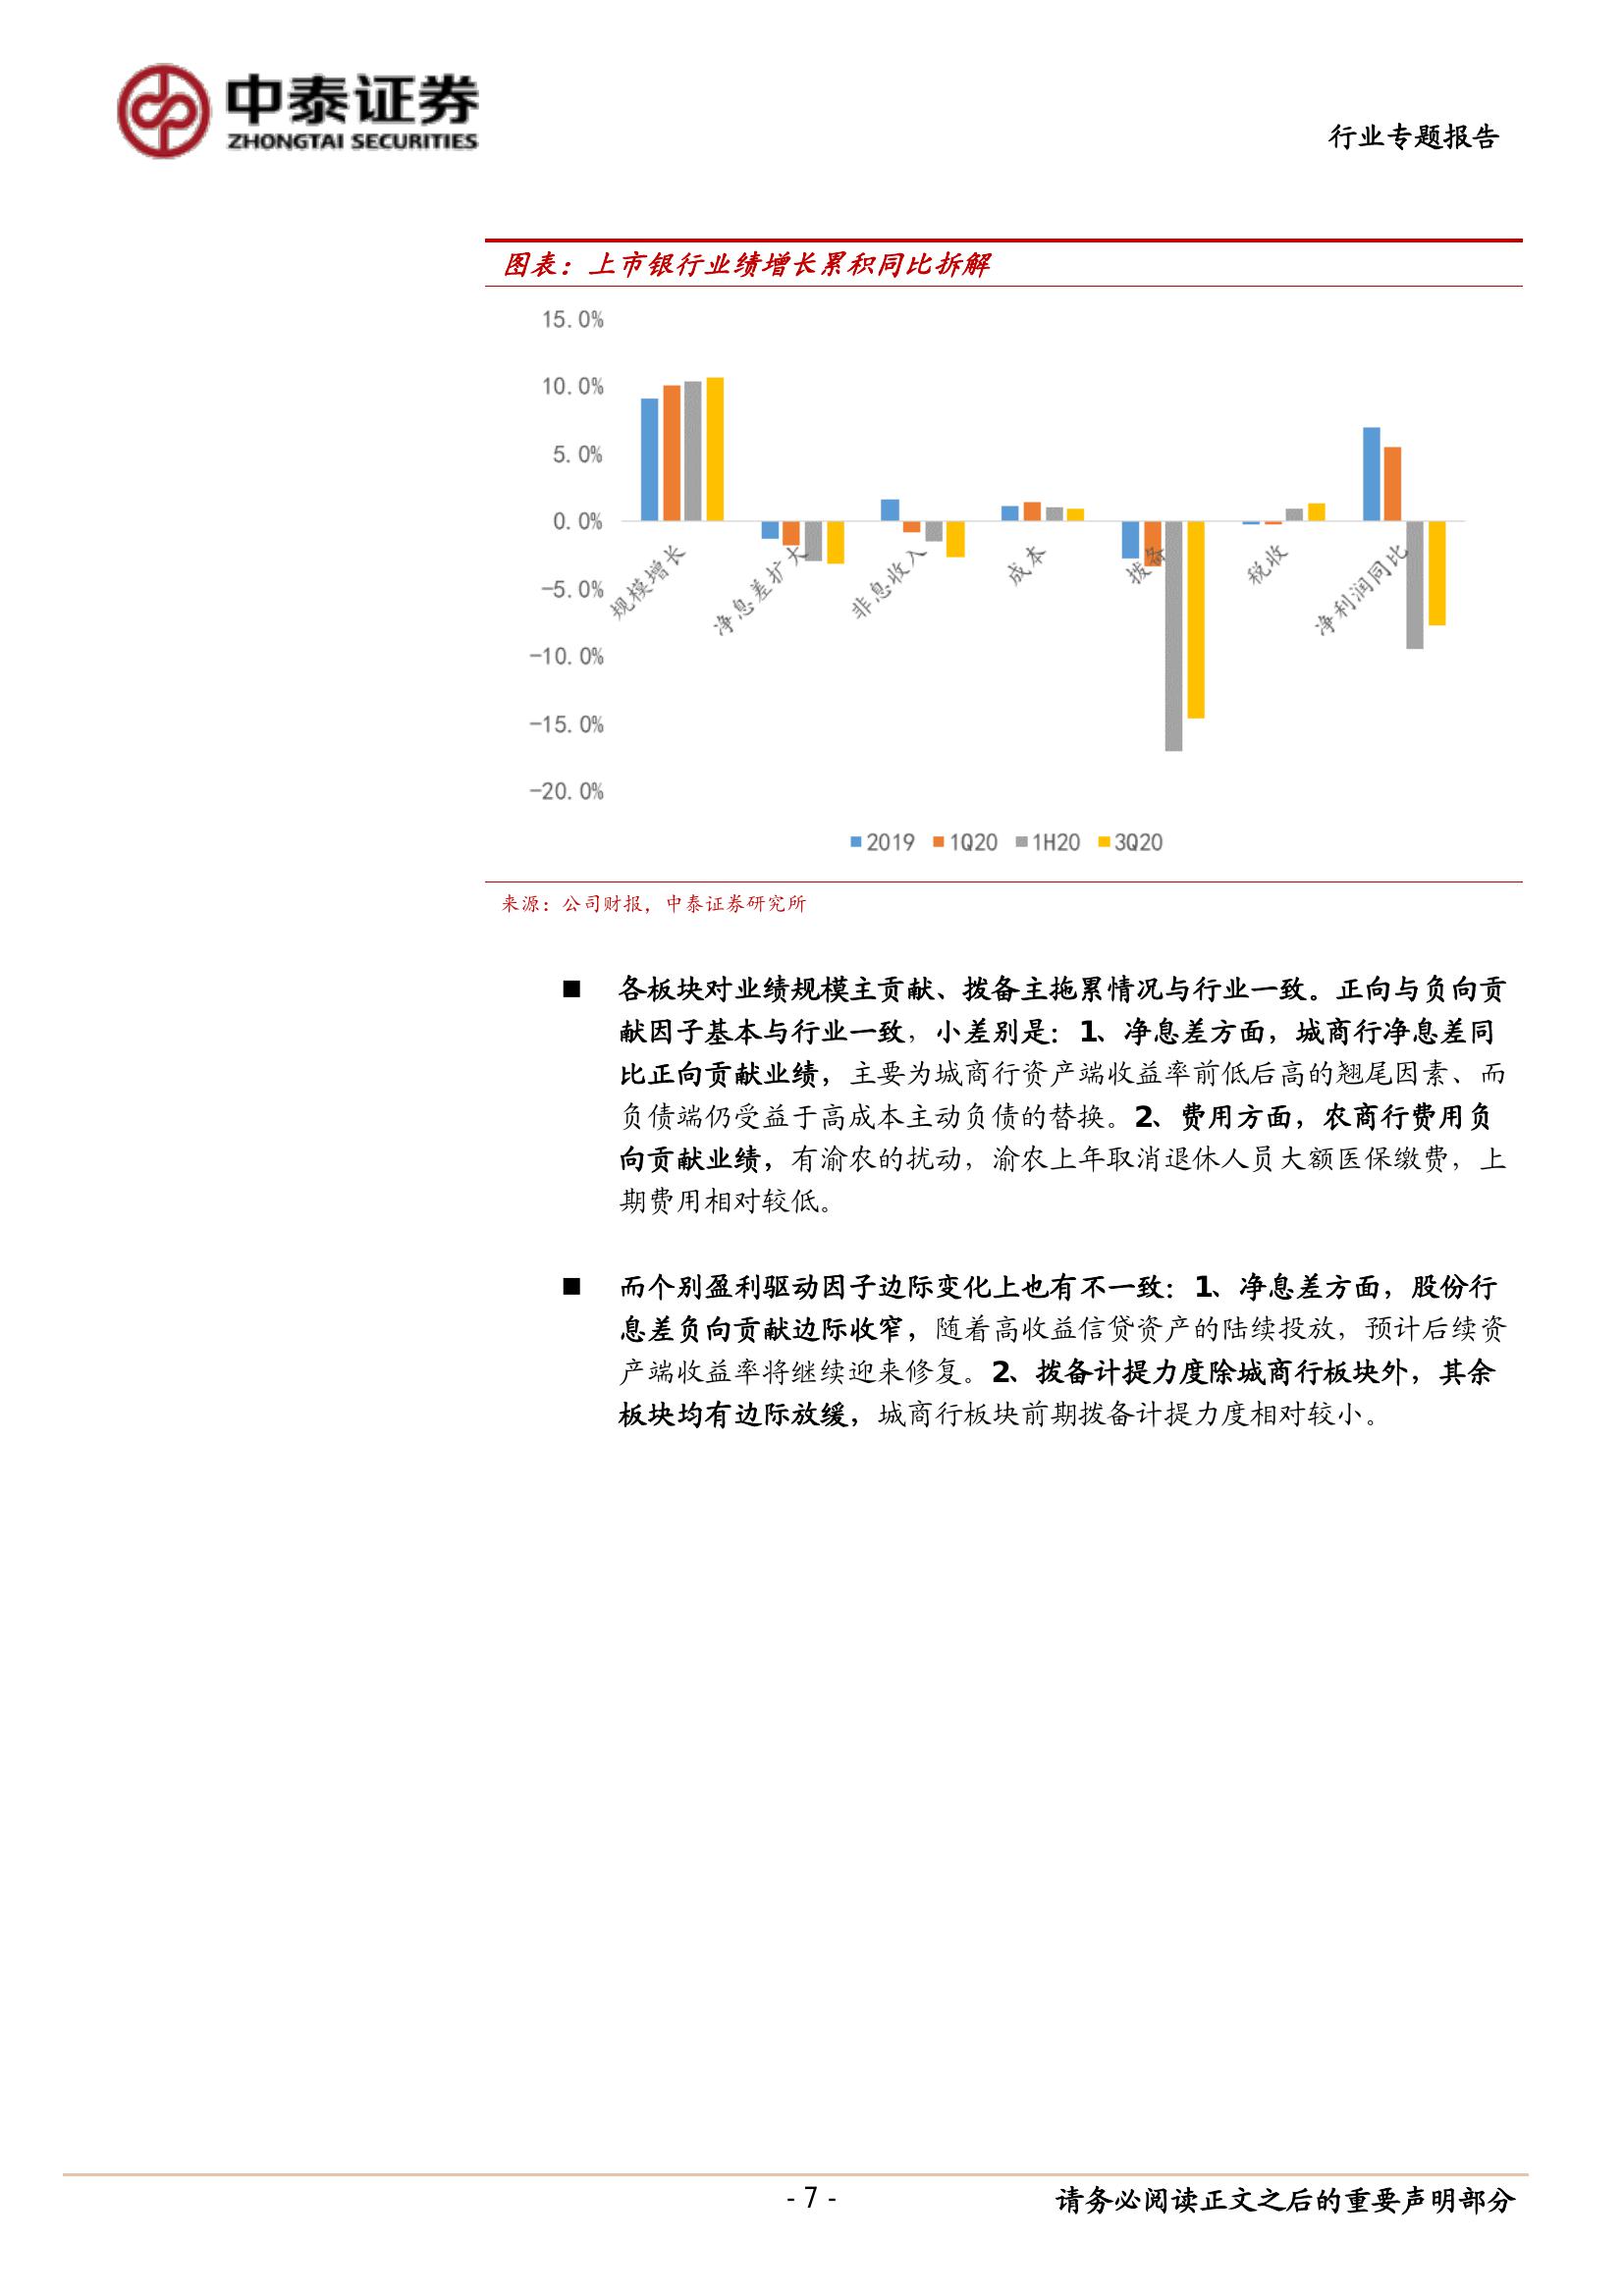 中泰证券
ZHONGTAI SECURITIES
行业专题报告
图表：上市银行业绩增长累积同比拆解
15.0%
10.0%
5.0%
0.0%
-5.0%
-10.0%
-15.0%
-20.0%
规模增长
净息差扩大
非息收入
成本
拨备
税收
净利润同比
2019 1Q20 1H20 3Q20
来源：公司财报，中泰证券研究所
■ 各板块对业绩规模主贡献、拨备主拖累情况与行业一致。正向与负向贡
献因子基本与行业一致，小差别是：1、净息差方面，城商行净息差同
比正向贡献业绩，主要为城商行资产端收益率前低后高的翘尾因素、而
负债端仍受益于高成本主动负债的替换。2、费用方面，农商行费用负
向贡献业绩，有渝农的扰动，渝农上年取消退休人员大额医保缴费，上
期费用相对较低。
■ 而个别盈利驱动因子边际变化上也有不一致：1、净息差方面，股份行
息差负向贡献边际收窄，随着高收益信贷资产的陆续投放，预计后续资
产端收益率将继续迎来修复。2、拨备计提力度除城商行板块外，其余
板块均有边际放缓，城商行板块前期拨备计提力度相对较小。
- 7 -
请务必阅读正文之后的重要声明部分